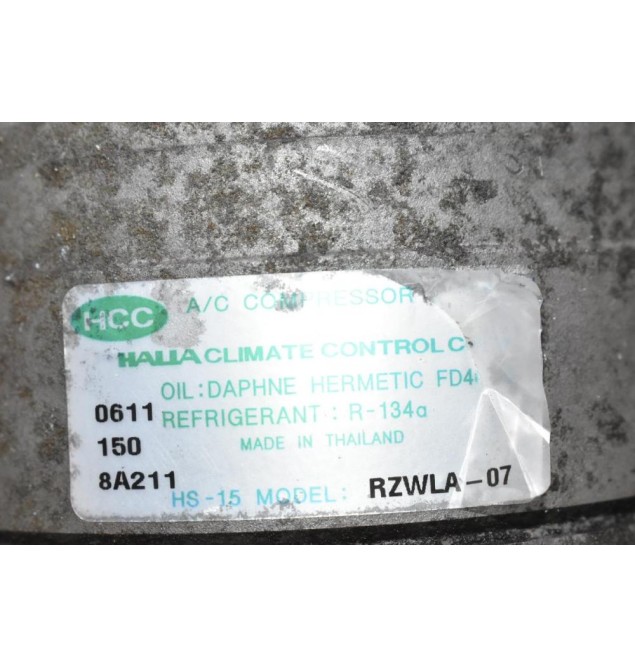 HCC
A/C COMPRESSOR
HALLA CLIMATE CONTROL C
OIL: DAPHNE HERMETIC FD4
0611 REFRIGERANT : R-134a
150 MADE IN THAILAND
8A211
HS-15 MODEL: RZWLA-07